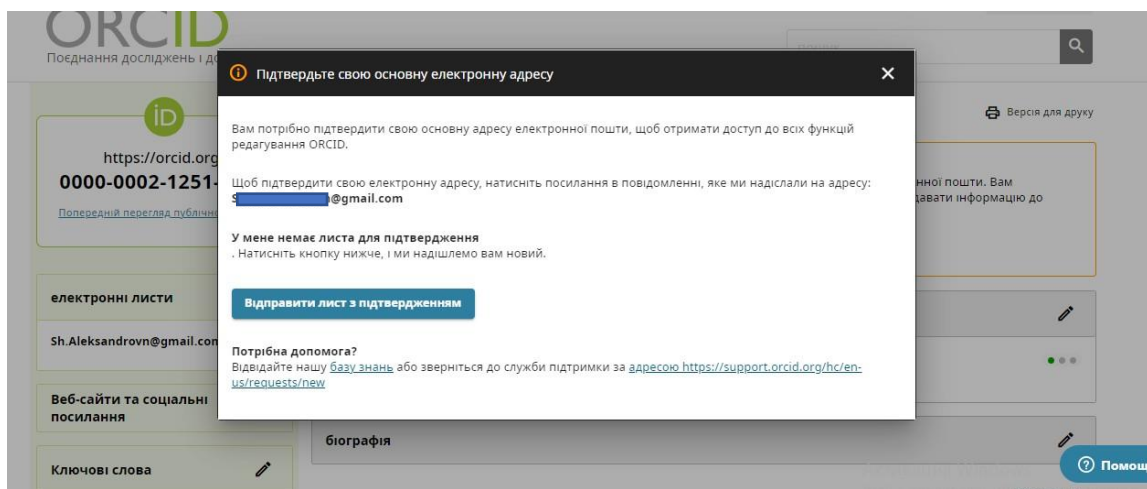 ORCID
Поєднання досліджень і д
пошук
Підтвердьте свою основну електронну адресу
Вам потрібно підтвердити свою основну адресу електронної пошти, щоб отримати доступ до всіх функцій
редагування ORCID.
Щоб підтвердити свою електронну адресу, натисніть посилання в повідомленні, яке ми надіслали на адресу:
S @gmail.com
У мене немає листа для підтвердження
. Натисніть кнопку нижче, і ми надішлемо вам новий.
Відправити лист з підтвердженням
Потрібна допомога?
Відвідайте нашу базу знань або зверніться до служби підтримки за адресою https://support.orcid.org/hc/en-
us/requests/new
iD
https://orcid.org
0000-0002-1251-
Попередній перегляд публічн
Версія для друку
нної пошти. Вам
давати інформацію до
електронні листи
Sh.Aleksandrovn@gmail.con
Веб-сайти та соціальні
посилання
Ключові слова
біографія
Помощ